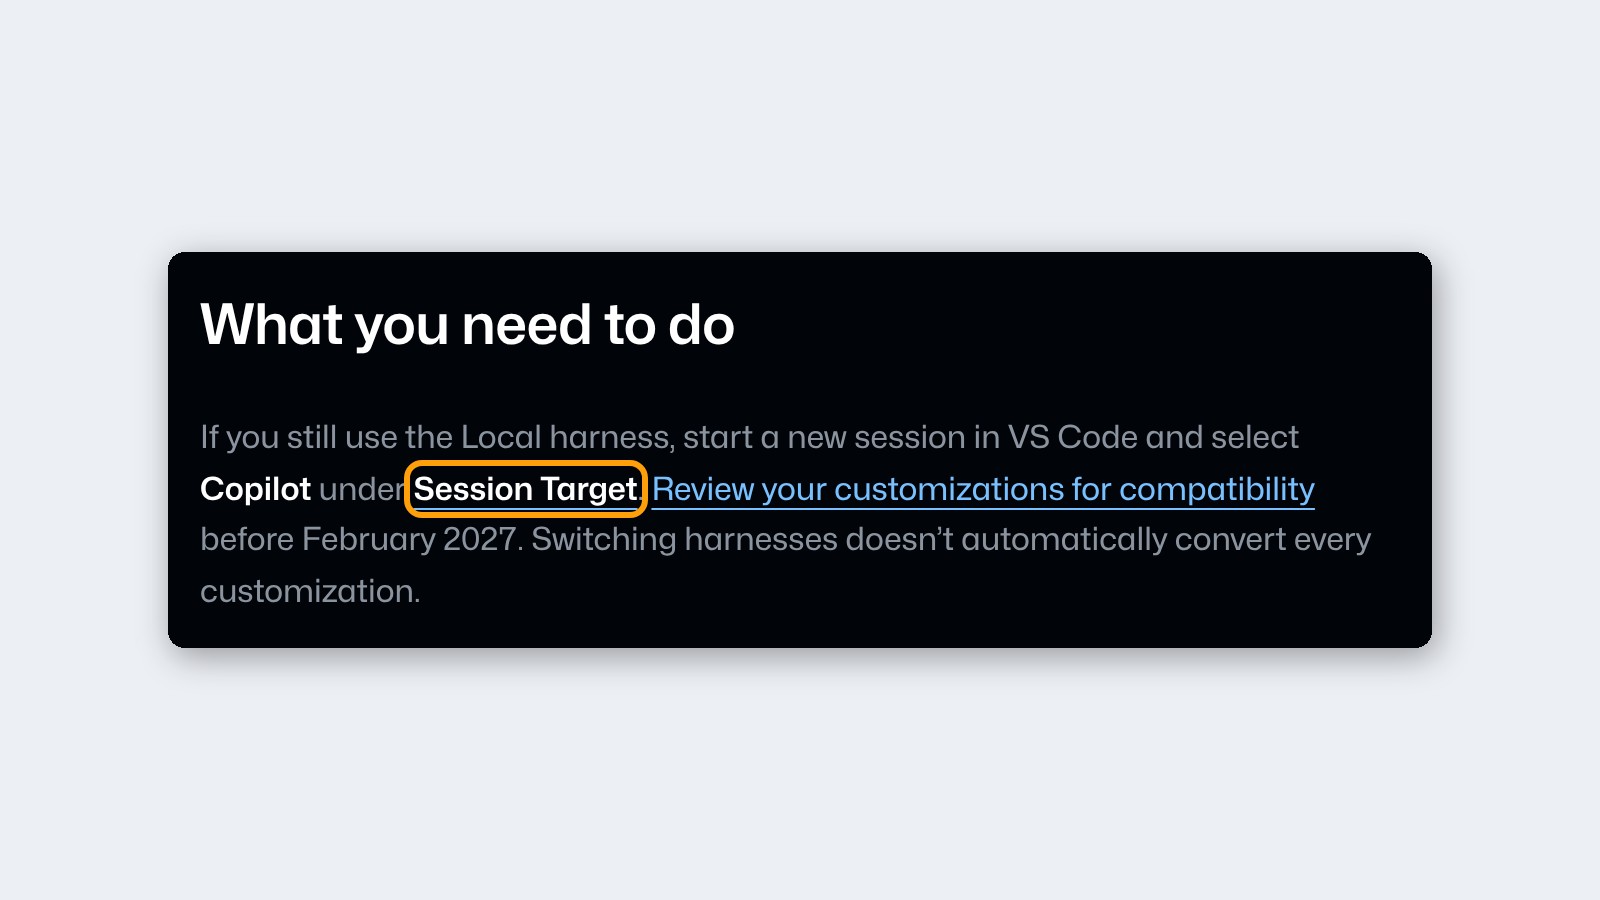 What you need to do
If you still use the Local harness, start a new session in VS Code and select
Copilot under Session Target. Review your customizations for compatibility
before February 2027. Switching harnesses doesn’t automatically convert every
customization.